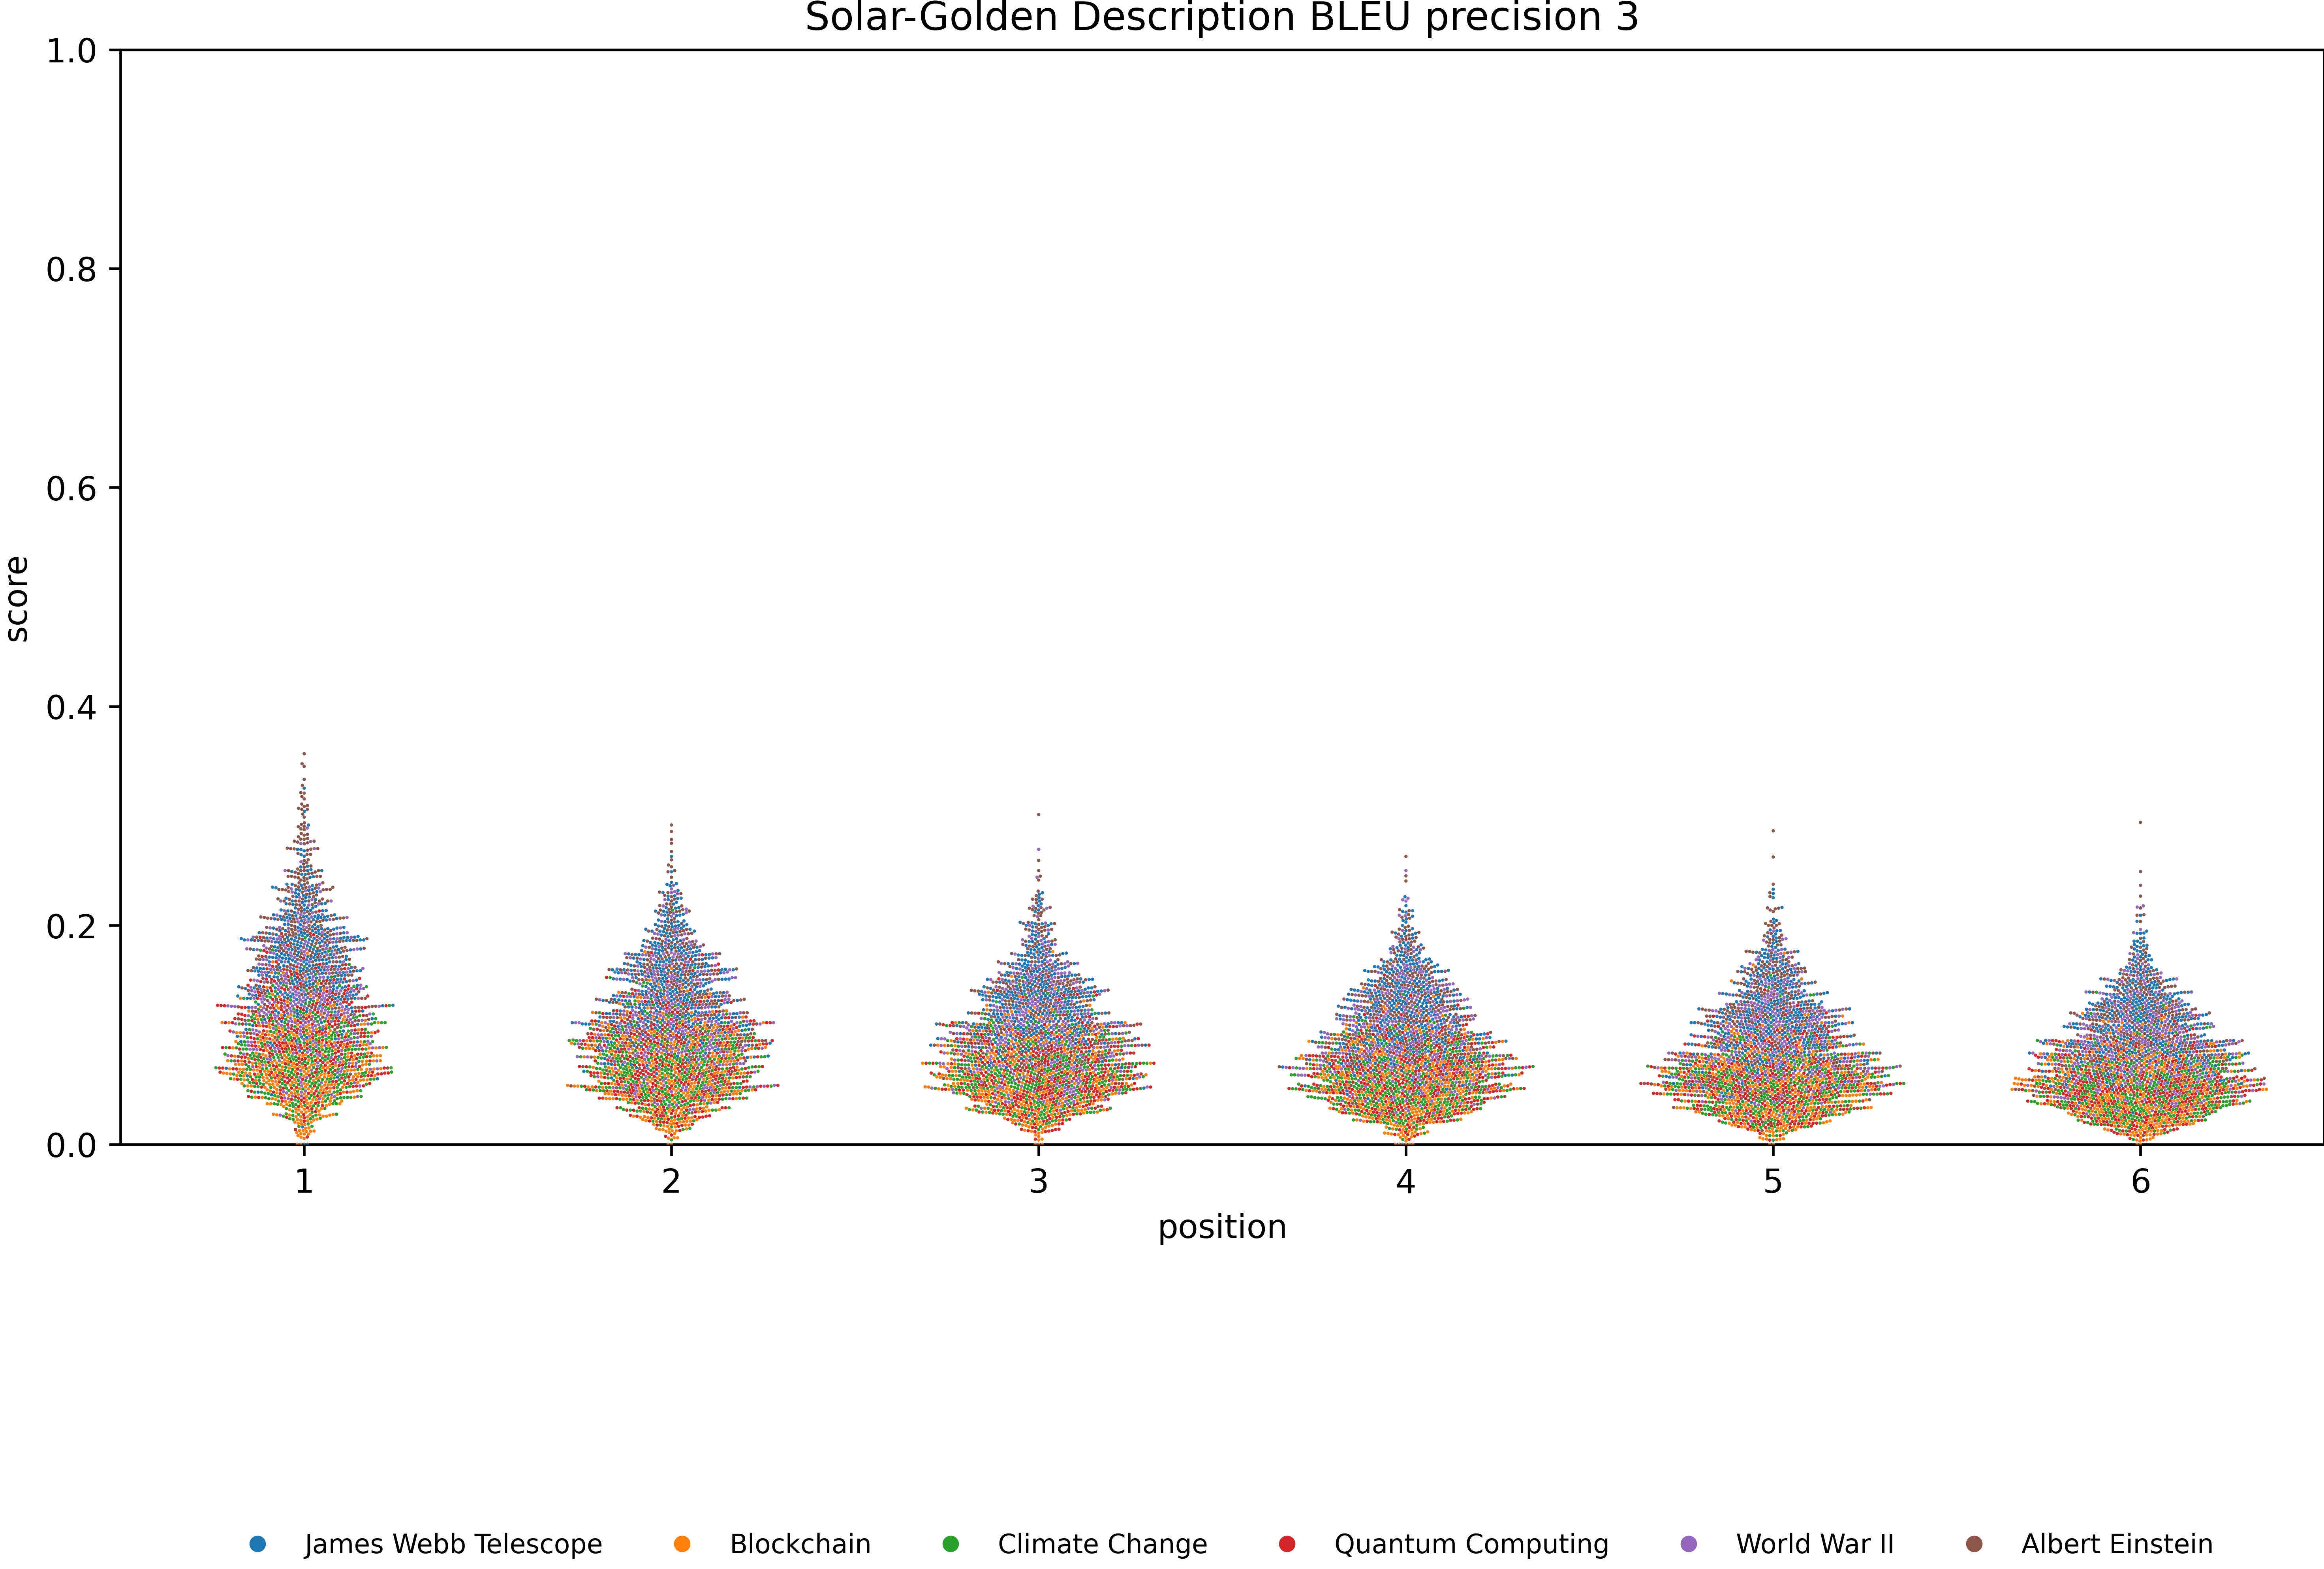 Solar-Golden Description BLEU precision 3
1.0
0.8
0.6
0.4
0.2
0.0
score
1 2 3 4 5 6
position
James Webb Telescope Blockchain Climate Change Quantum Computing World War II Albert Einstein